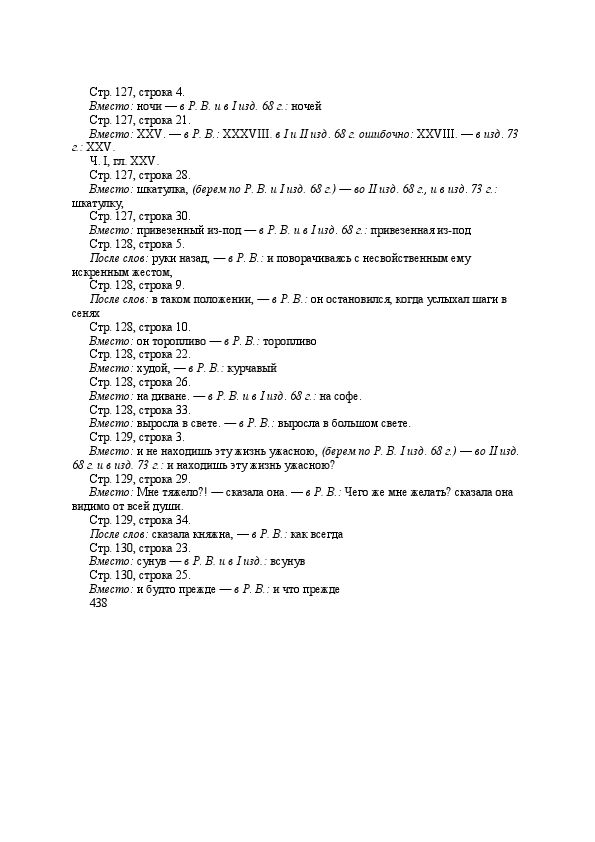 Стр. 127, строка 4.
Вместо: ночи — в Р. В. и в I изд. 68 г.: ночей
Стр. 127, строка 21.
Вместо: XXV. — в Р. В.: XXXVIII. в I и II изд. 68 г. ошибочно: XXVIII. — в изд. 73
г.: XXV.
Ч. I, гл. XXV.
Стр. 127, строка 28.
Вместо: шкатулка, (берем по Р. В. и I изд. 68 г.) — во II изд. 68 г., и в изд. 73 г.:
шкатулку,
Стр. 127, строка 30.
Вместо: привезенный из-под — в Р. В. и в I изд. 68 г.: привезенная из-под
Стр. 128, строка 5.
После слов: руки назад, — в Р. В.: и поворачиваясь с несвойственным ему
искренным жестом,
Стр. 128, строка 9.
После слов: в таком положении, — в Р. В.: он остановился, когда услыхал шаги в
сенях
Стр. 128, строка 10.
Вместо: он торопливо — в Р. В.: торопливо
Стр. 128, строка 22.
Вместо: худой, — в Р. В.: курчавый
Стр. 128, строка 26.
Вместо: на диване. — в Р. В. и в I изд. 68 г.: на софе.
Стр. 128, строка 33.
Вместо: выросла в свете. — в Р. В.: выросла в большом свете.
Стр. 129, строка 3.
Вместо: и не находишь эту жизнь ужасною, (берем по Р. В. I изд. 68 г.) — во II изд.
68 г. и в изд. 73 г.: и находишь эту жизнь ужасною?
Стр. 129, строка 29.
Вместо: Мне тяжело?! — сказала она. — в Р. В.: Чего же мне желать? сказала она
видимо от всей души.
Стр. 129, строка 34.
После слов: сказала княжна, — в Р. В.: как всегда
Стр. 130, строка 23.
Вместо: сунув — в Р. В. и в I изд.: всунув
Стр. 130, строка 25.
Вместо: и будто прежде — в Р. В.: и что прежде
438